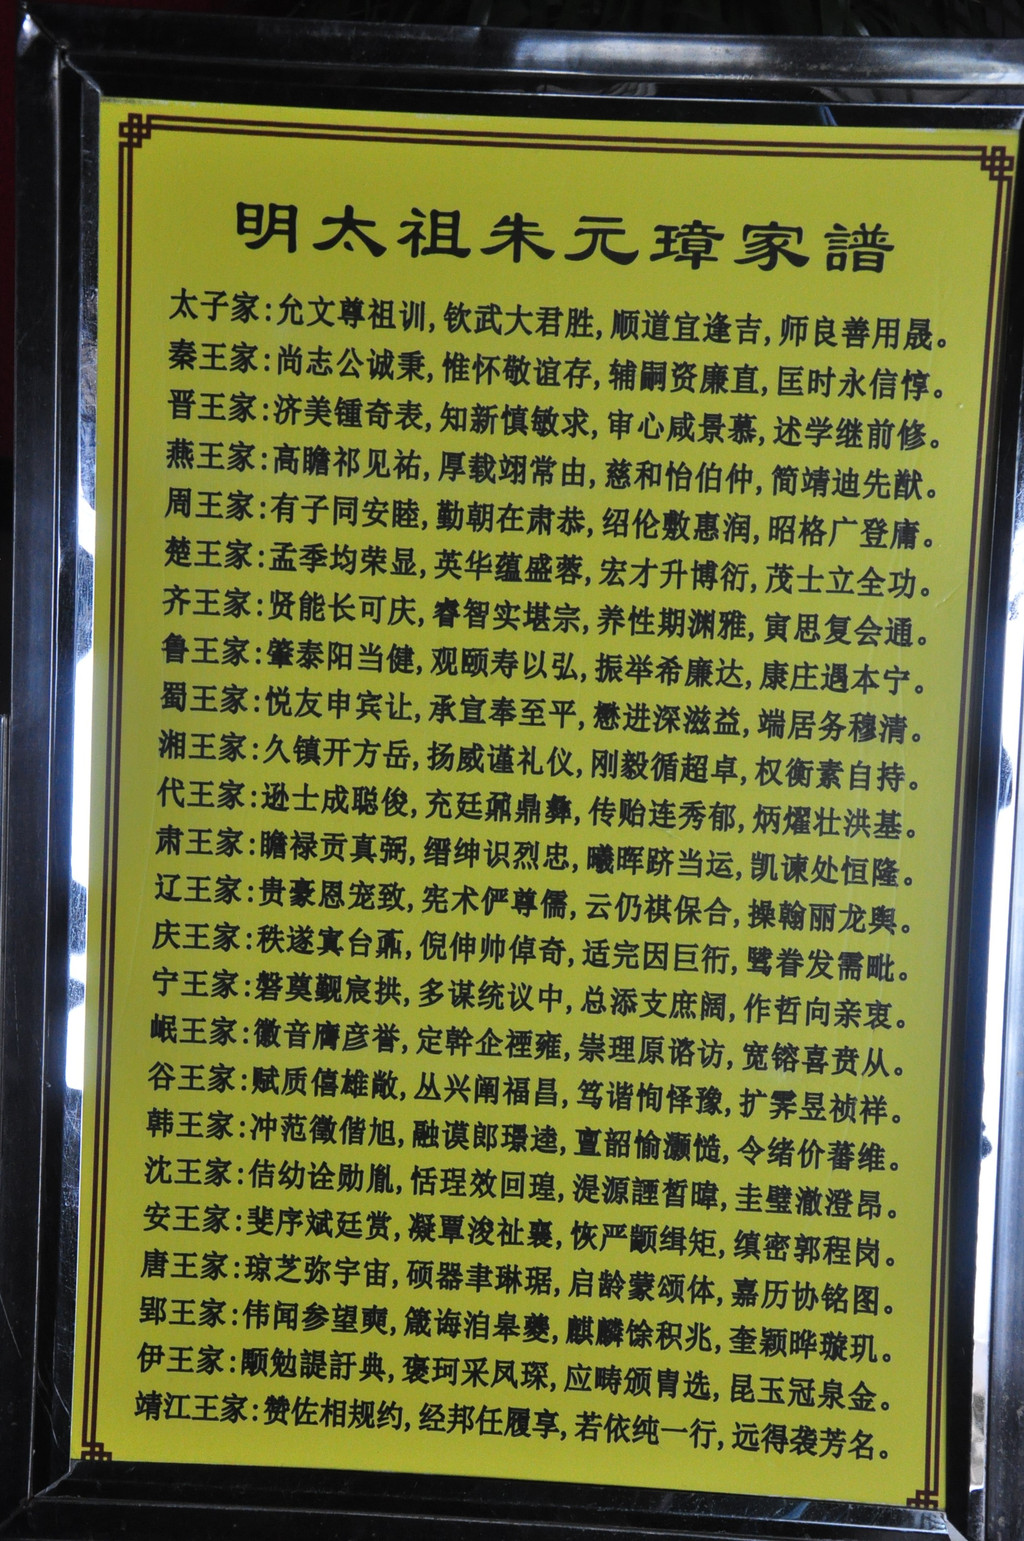 明太祖朱元璋家譜
太子家:允文尊祖训,钦武大君胜,顺道宜逢吉,师良善用晟。
秦王家:尚志公诚秉,惟怀敬谊存,辅嗣资廉直,匡时永信惇。
晋王家:济美锺奇表,知新慎敏求,审心咸景慕,述学继前修。
燕王家:高瞻祁见祐,厚载翊常由,慈和怡伯仲,简靖迪先猷。
周王家:有子同安睦,勤朝在肃恭,绍伦敷惠润,昭格广登庸。
楚王家:孟季均荣显,英华蕴盛蓉,宏才升博衍,茂士立全功。
齐王家:贤能长可庆,睿智实堪宗,养性期渊雅,寅思复会通。
鲁王家:肇泰阳当健,观颐寿以弘,振举希廉达,康庄遇本宁。
蜀王家:悦友申宾让,承宣奉至平,懋进深滋益,端居务穆清。
湘王家:久镇开方岳,扬威谨礼仪,刚毅循超卓,权衡素自持。
代王家:逊士成聪俊,充廷鼐鼎彝,传贻连秀郁,炳燿壮洪基。
肃王家:瞻禄贡真弼,缙绅识烈忠,曦晖跻当运,凯谏处恒隆。
辽王家:贵豪恩宠致,宪术俨尊儒,云仍祺保合,操翰丽龙舆。
庆王家:秩邃寘台鼒,倪伸帅倬奇,适完因巨衍,鹭眷发需毗。
宁王家:磐奠觐宸拱,多谋统议中,总添支庶阔,作哲向亲衷。
岷王家:徽音膺彦誉,定幹企禋雍,崇理原谘访,宽镕喜贲从。
谷王家:赋质僖雄敞,丛兴阐福昌,笃谐恂怿豫,扩霁昱祯祥。
韩王家:冲范徵偕旭,融谟郎璟逵,亶韶愉灏慥,令绪价蕃维。
沈王家:佶幼诠勋胤,恬珵效回瑝,湜源諲晳暐,圭璧澈澄昂。
安王家:斐序斌廷赏,凝覃浚祉襄,恢严颛缉矩,缜密郭程岗。
唐王家:琼芝弥宇宙,硕器聿琳琚,启龄蒙颂体,嘉历协铭图。
郢王家:伟闻参望奭,箴诲洎皋夔,麒麟馀积兆,奎颖晔璇玑。
伊王家:颙勉諟訏典,褒珂采凤琛,应畴颁胄选,昆玉冠泉金。
靖江王家:赞佐相规约,经邦任履享,若依纯一行,远得袭芳名。